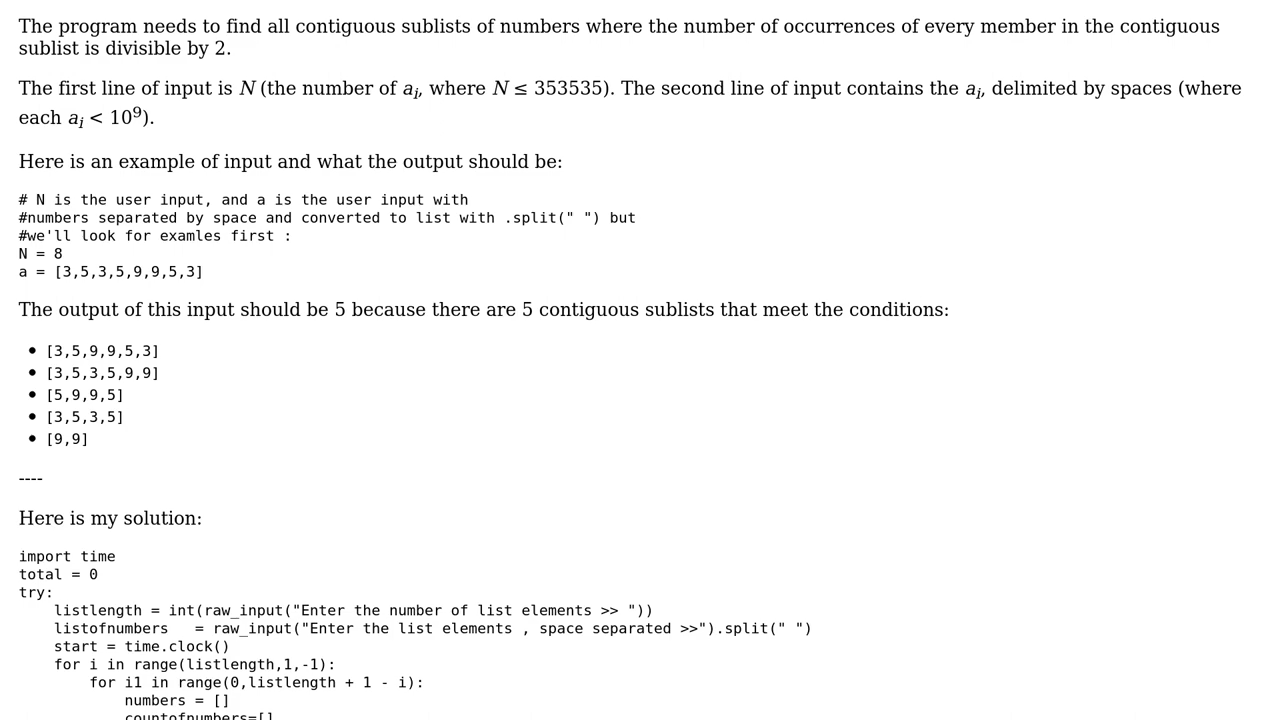 The program needs to find all contiguous sublists of numbers where the number of occurrences of every member in the contiguous
sublist is divisible by 2.
The first line of input is N (the number of ai, where N ≤ 353535). The second line of input contains the ai, delimited by spaces (where
each ai < 10^9).
Here is an example of input and what the output should be:
# N is the user input, and a is the user input with
#numbers separated by space and converted to list with .split(" ") but
#we'll look for examles first :
N = 8
a = [3,5,3,5,9,9,5,3]
The output of this input should be 5 because there are 5 contiguous sublists that meet the conditions:
• [3,5,9,9,5,3]
• [3,5,3,5,9,9]
• [5,9,9,5]
• [3,5,3,5]
• [9,9]
----
Here is my solution:
import time
total = 0
try:
    listlength = int(raw_input("Enter the number of list elements >> "))
    listofnumbers   = raw_input("Enter the list elements , space separated >>").split(" ")
    start = time.clock()
    for i in range(listlength,1,-1):
        for i1 in range(0,listlength + 1 - i):
            numbers = []
            countofnumbers=[]